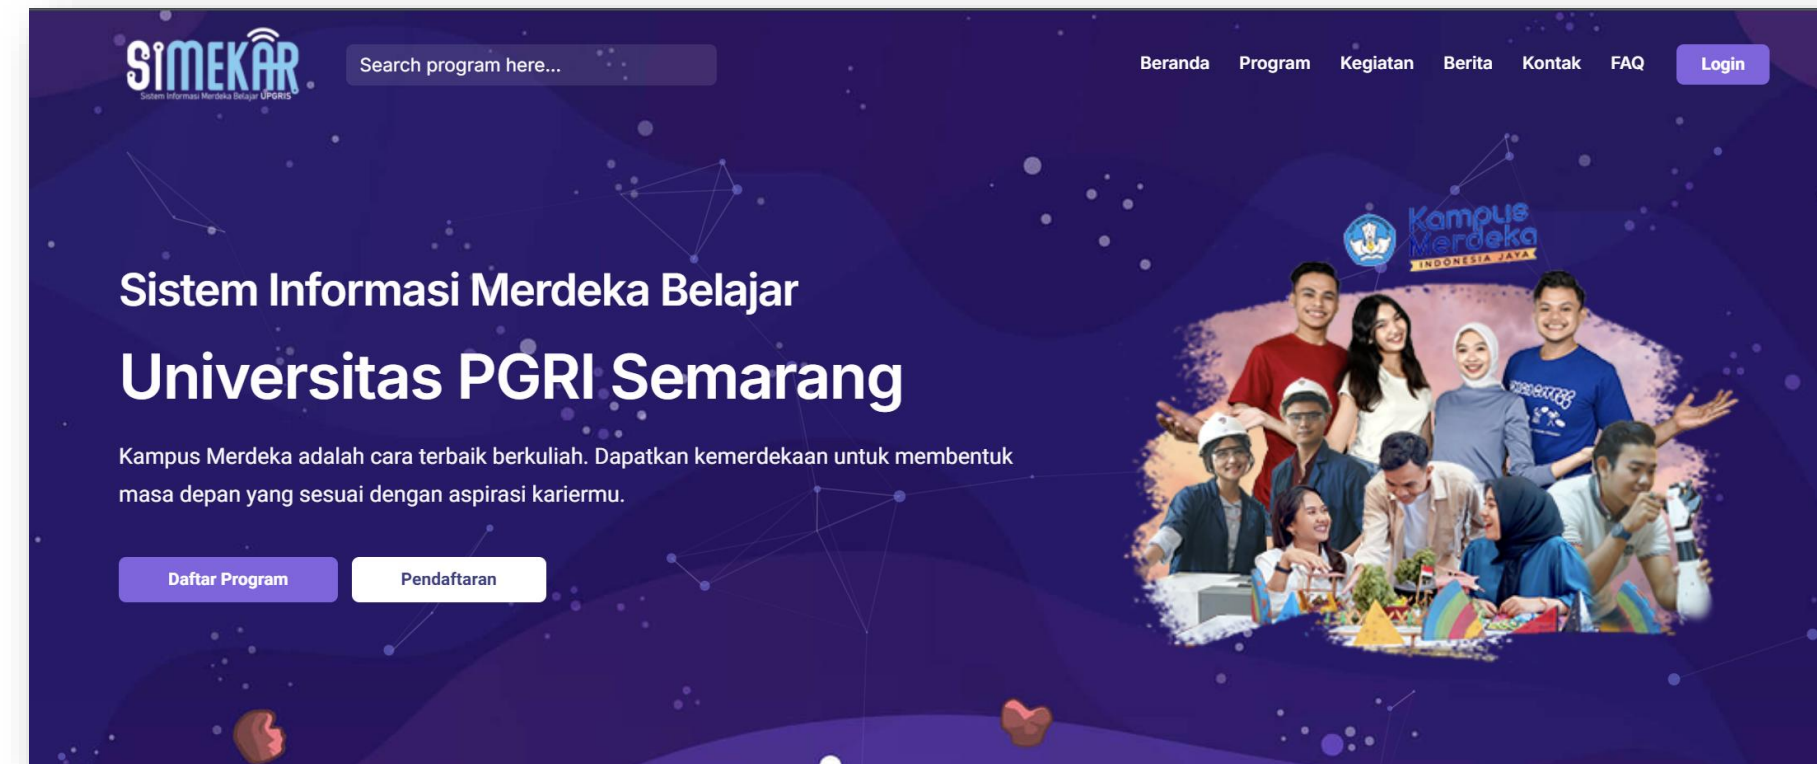 SIMEKAR
Sistem Informasi Merdeka Belajar UPGRIS
Search program here...
Beranda Program Kegiatan Berita Kontak FAQ Login
Kampus
Merdeka
INDONESIA JAYA
Sistem Informasi Merdeka Belajar
Universitas PGRI Semarang
Kampus Merdeka adalah cara terbaik berkuliah. Dapatkan kemerdekaan untuk membentuk
masa depan yang sesuai dengan aspirasi kariermu.
Daftar Program Pendaftaran